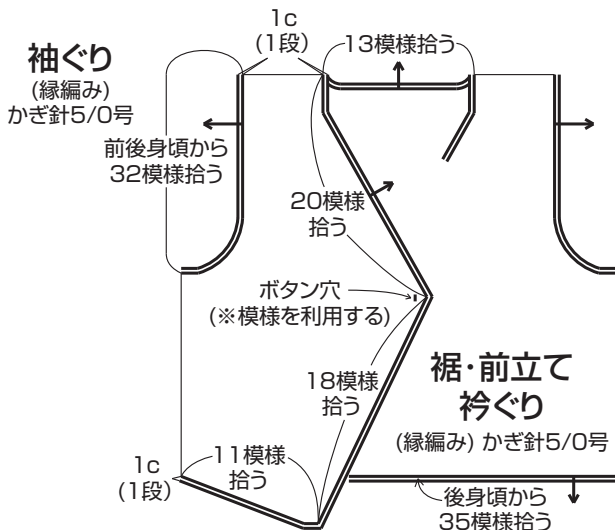 1c
(1段)
13模様拾う
袖ぐり
(縁編み)
かぎ針5/0号
前後身頃から
32模様拾う
20模様
拾う
ボタン穴
(※模様を利用する)
18模様
拾う
裾・前立て
衿ぐり
(縁編み) かぎ針5/0号
11模様
拾う
1c
(1段)
後身頃から
35模様拾う